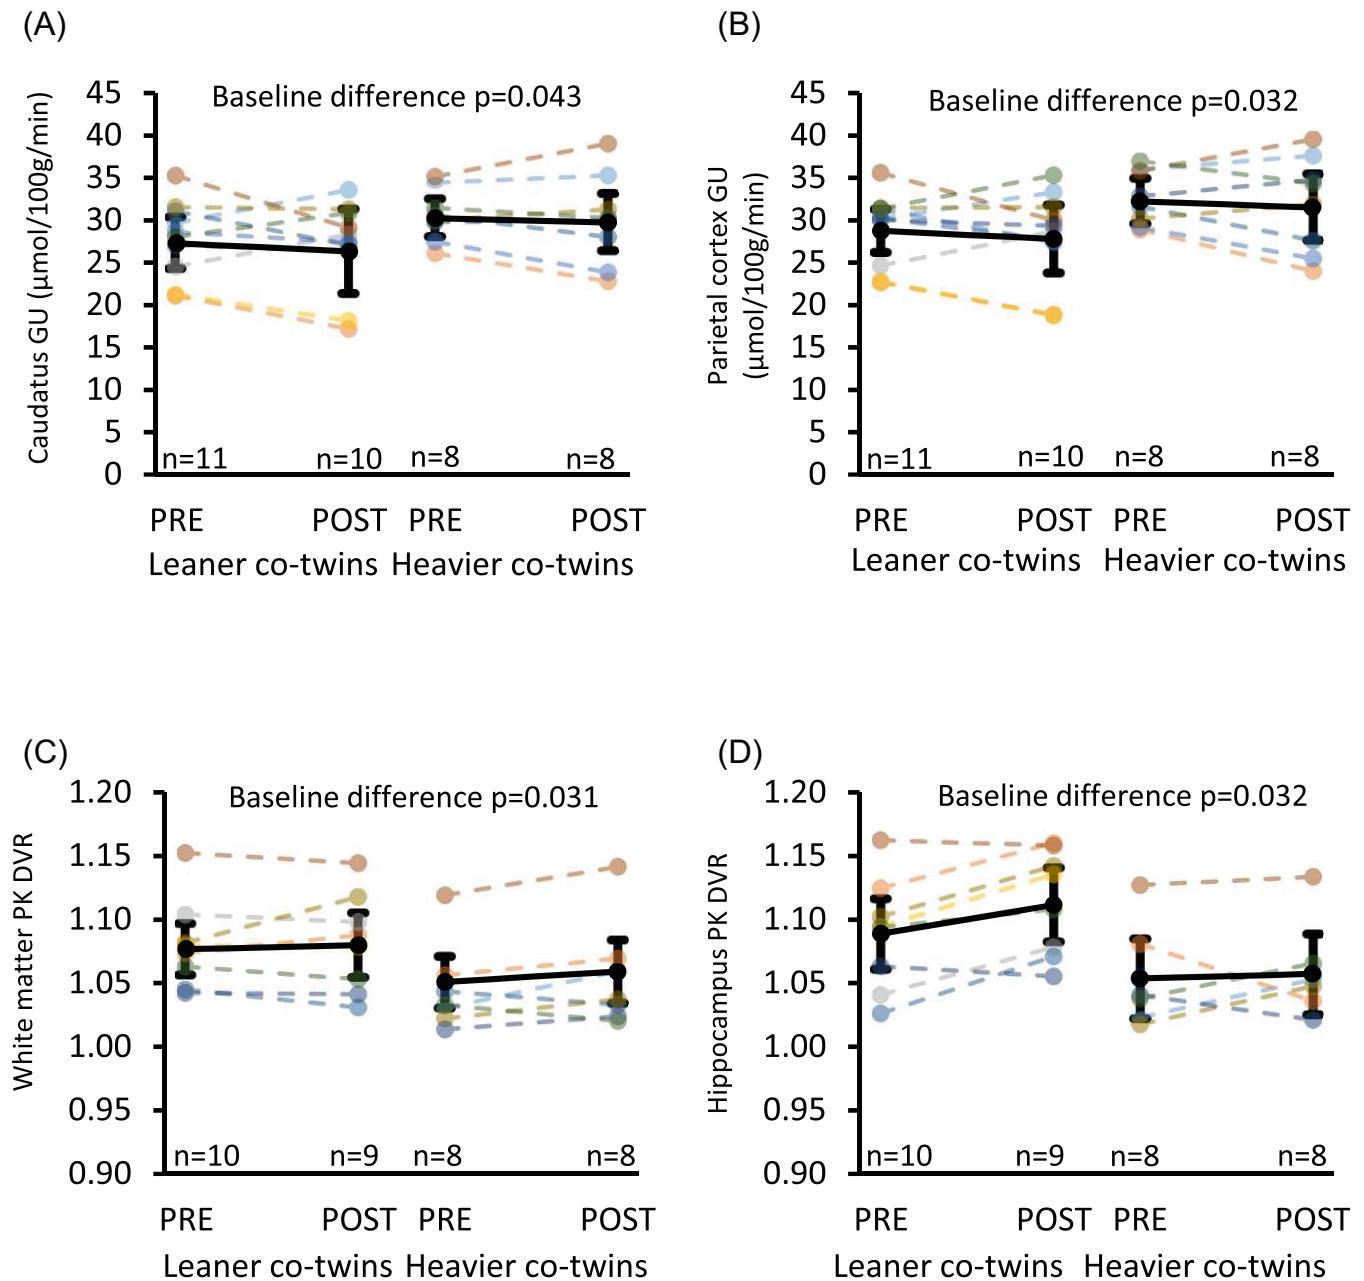 (A)
Baseline difference p=0.043
Caudatus GU (μmol/100g/min)
45
40
35
30
25
20
15
10
5
0
n=11
n=10
n=8
n=8
PRE
POST
PRE
POST
Leaner co-twins
Heavier co-twins
(B)
Baseline difference p=0.032
Parietal cortex GU
(μmol/100g/min)
45
40
35
30
25
20
15
10
5
0
n=11
n=10
n=8
n=8
PRE
POST
PRE
POST
Leaner co-twins
Heavier co-twins
(C)
Baseline difference p=0.031
White matter PK DVR
1.20
1.15
1.10
1.05
1.00
0.95
0.90
n=10
n=9
n=8
n=8
PRE
POST
PRE
POST
Leaner co-twins
Heavier co-twins
(D)
Baseline difference p=0.032
Hippocampus PK DVR
1.20
1.15
1.10
1.05
1.00
0.95
0.90
n=10
n=9
n=8
n=8
PRE
POST
PRE
POST
Leaner co-twins
Heavier co-twins